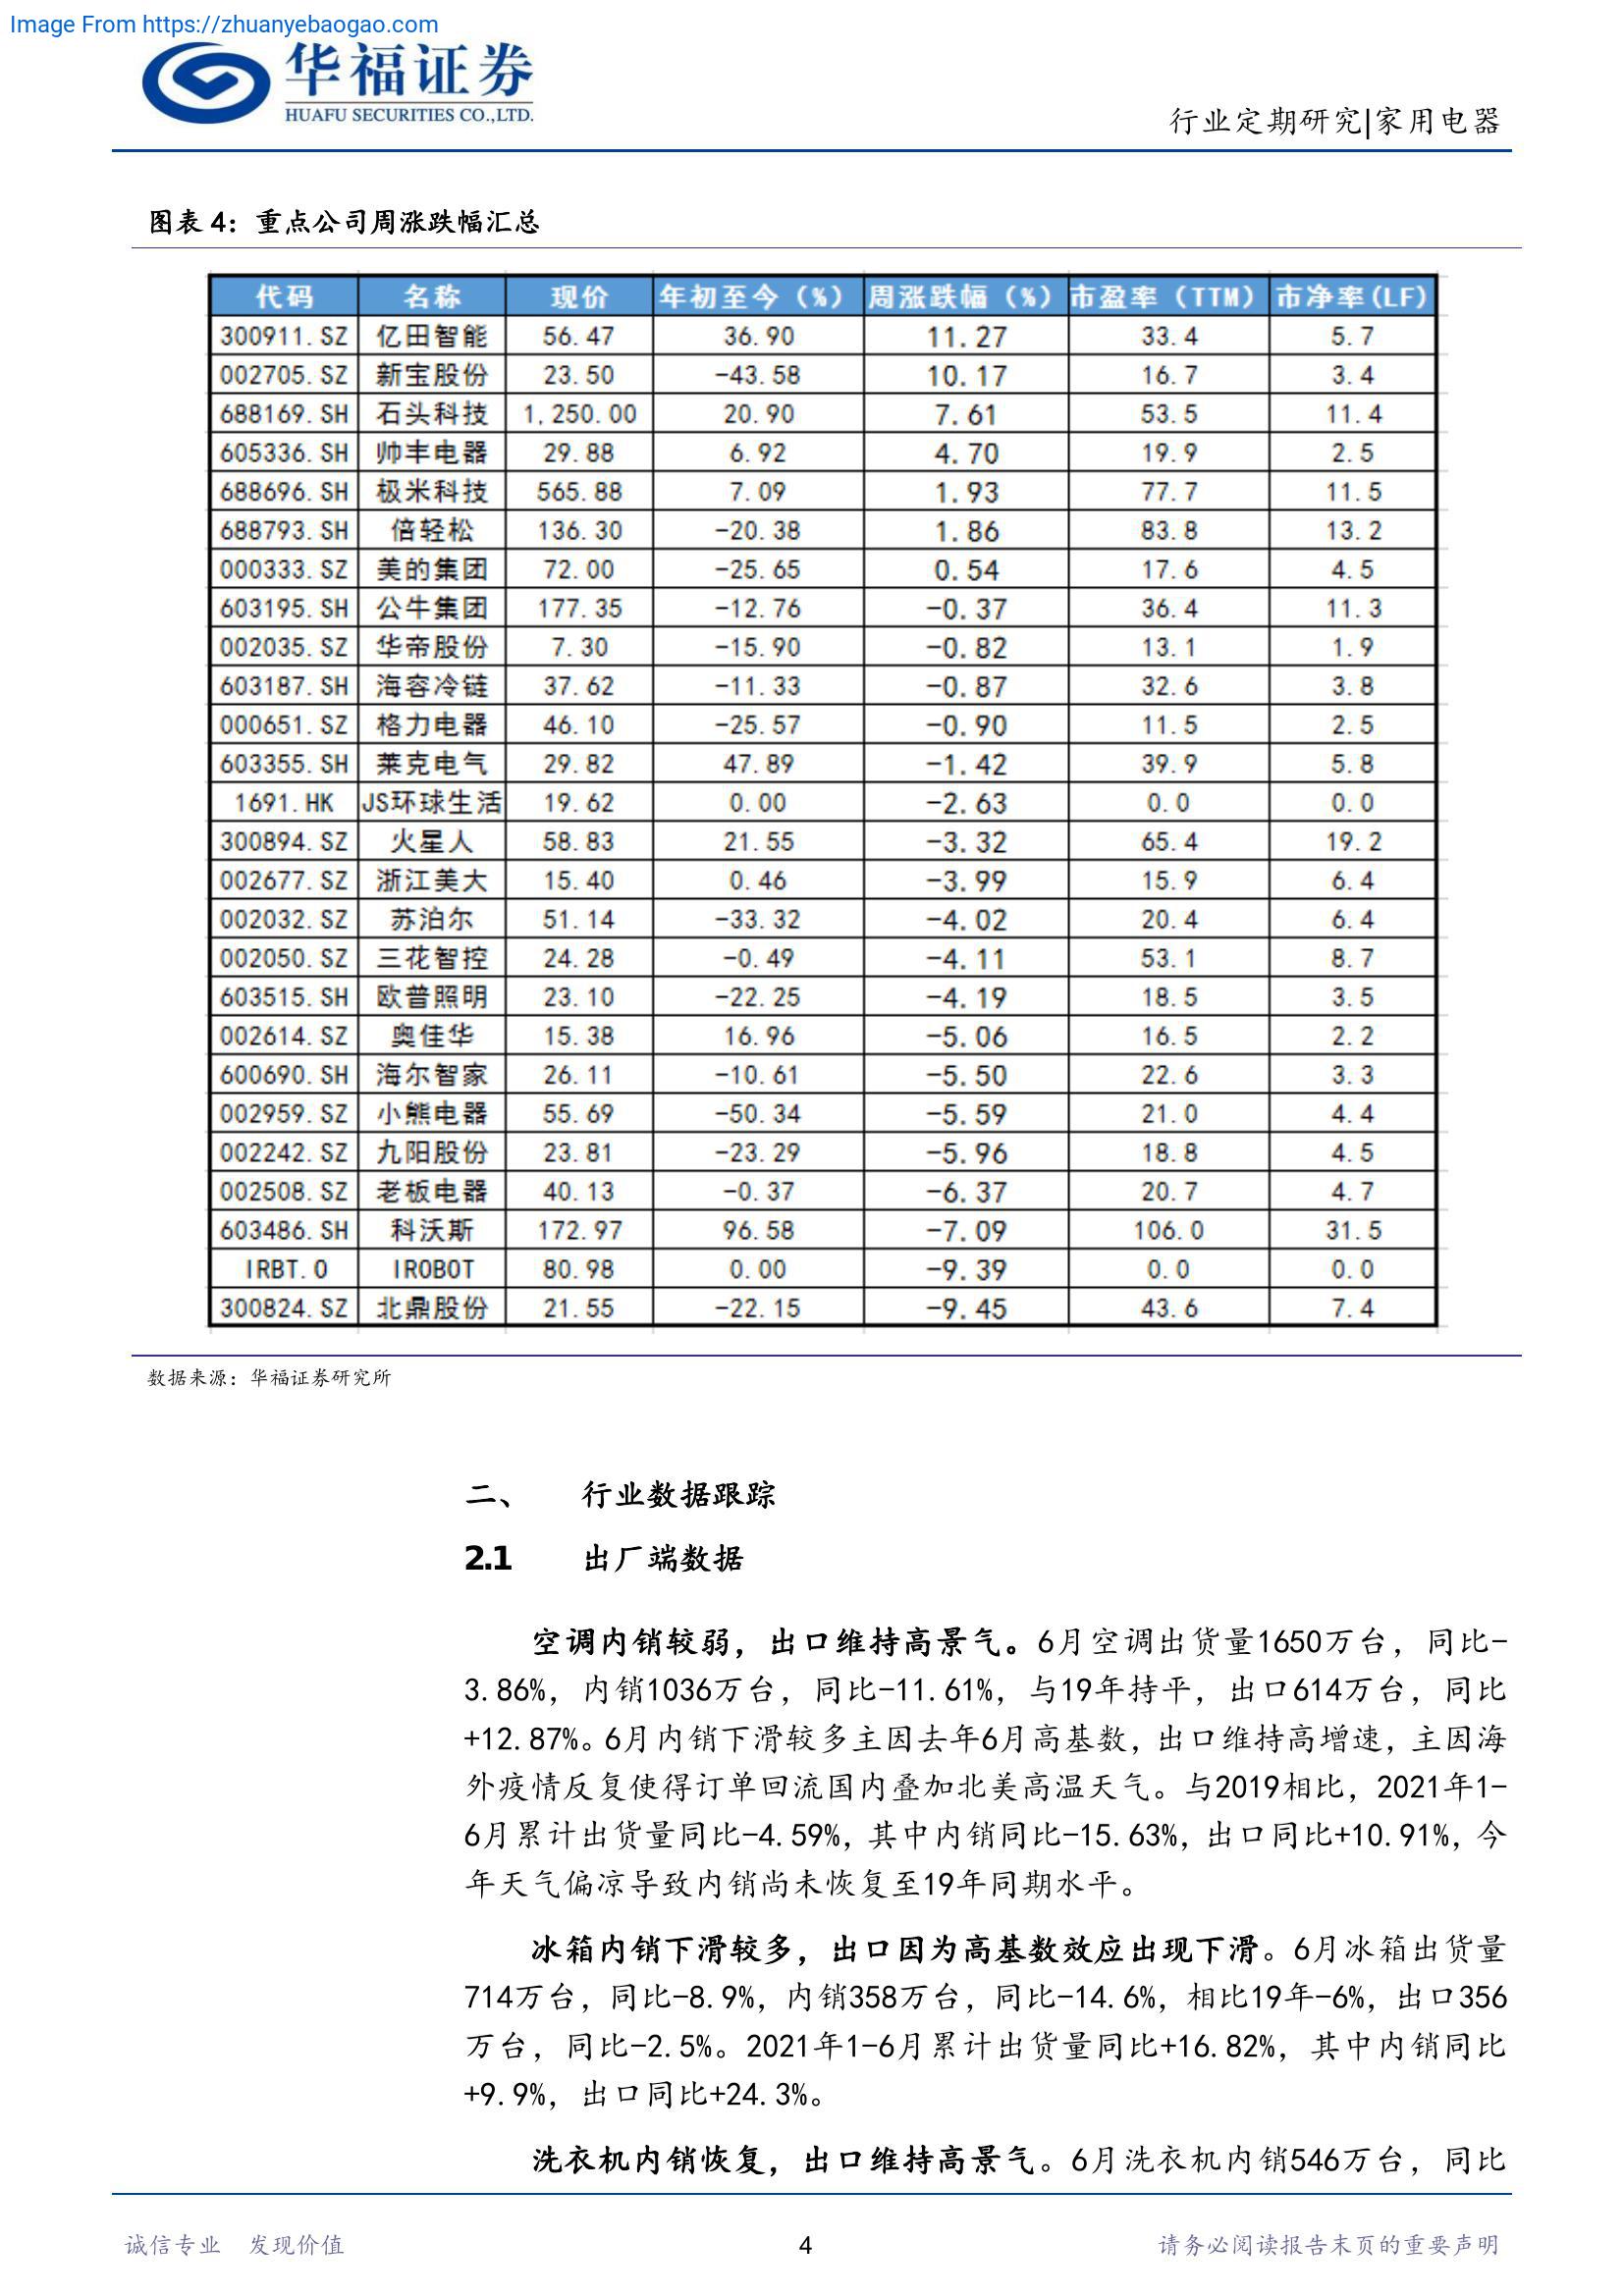 Image From https://zhuanyebaogao.com
华福证券
HUAFU SECURITIES CO.,LTD.
行业定期研究|家用电器
图表 4：重点公司周涨跌幅汇总
代码 名称 现价 年初至今（%） 周涨跌幅（%） 市盈率（TTM） 市净率(LF)
300911.SZ 亿田智能 56.47 36.90 11.27 33.4 5.7
002705.SZ 新宝股份 23.50 -43.58 10.17 16.7 3.4
688169.SH 石头科技 1,250.00 20.90 7.61 53.5 11.4
605336.SH 帅丰电器 29.88 6.92 4.70 19.9 2.5
688696.SH 极米科技 565.88 7.09 1.93 77.7 11.5
688793.SH 倍轻松 136.30 -20.38 1.86 83.8 13.2
000333.SZ 美的集团 72.00 -25.65 0.54 17.6 4.5
603195.SH 公牛集团 177.35 -12.76 -0.37 36.4 11.3
002035.SZ 华帝股份 7.30 -15.90 -0.82 13.1 1.9
603187.SH 海容冷链 37.62 -11.33 -0.87 32.6 3.8
000651.SZ 格力电器 46.10 -25.57 -0.90 11.5 2.5
603355.SH 莱克电气 29.82 47.89 -1.42 39.9 5.8
1691.HK JS环球生活 19.62 0.00 -2.63 0.0 0.0
300894.SZ 火星人 58.83 21.55 -3.32 65.4 19.2
002677.SZ 浙江美大 15.40 0.46 -3.99 15.9 6.4
002032.SZ 苏泊尔 51.14 -33.32 -4.02 20.4 6.4
002050.SZ 三花智控 24.28 -0.49 -4.11 53.1 8.7
603515.SH 欧普照明 23.10 -22.25 -4.19 18.5 3.5
002614.SZ 奥佳华 15.38 16.96 -5.06 16.5 2.2
600690.SH 海尔智家 26.11 -10.61 -5.50 22.6 3.3
002959.SZ 小熊电器 55.69 -50.34 -5.59 21.0 4.4
002242.SZ 九阳股份 23.81 -23.29 -5.96 18.8 4.5
002508.SZ 老板电器 40.13 -0.37 -6.37 20.7 4.7
603486.SH 科沃斯 172.97 96.58 -7.09 106.0 31.5
IRBT.O IROBOT 80.98 0.00 -9.39 0.0 0.0
300824.SZ 北鼎股份 21.55 -22.15 -9.45 43.6 7.4
数据来源：华福证券研究所
二、 行业数据跟踪
2.1 出厂端数据
空调内销较弱，出口维持高景气。6月空调出货量1650万台，同比-
3.86%，内销1036万台，同比-11.61%，与19年持平，出口614万台，同比
+12.87%。6月内销下滑较多主因去年6月高基数，出口维持高增速，主因海
外疫情反复使得订单回流国内叠加北美高温天气。与2019相比，2021年1-
6月累计出货量同比-4.59%，其中内销同比-15.63%，出口同比+10.91%，今
年天气偏凉导致内销尚未恢复至19年同期水平。
冰箱内销下滑较多，出口因为高基数效应出现下滑。6月冰箱出货量
714万台，同比-8.9%，内销358万台，同比-14.6%，相比19年-6%，出口356
万台，同比-2.5%。2021年1-6月累计出货量同比+16.82%，其中内销同比
+9.9%，出口同比+24.3%。
洗衣机内销恢复，出口维持高景气。6月洗衣机内销546万台，同比
诚信专业 发现价值 4 请务必阅读报告末页的重要声明